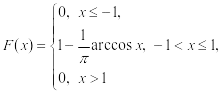 F(x) = { 0, x ≤ −1,
1 − 1/π arccos x, −1 < x ≤ 1,
0, x > 1